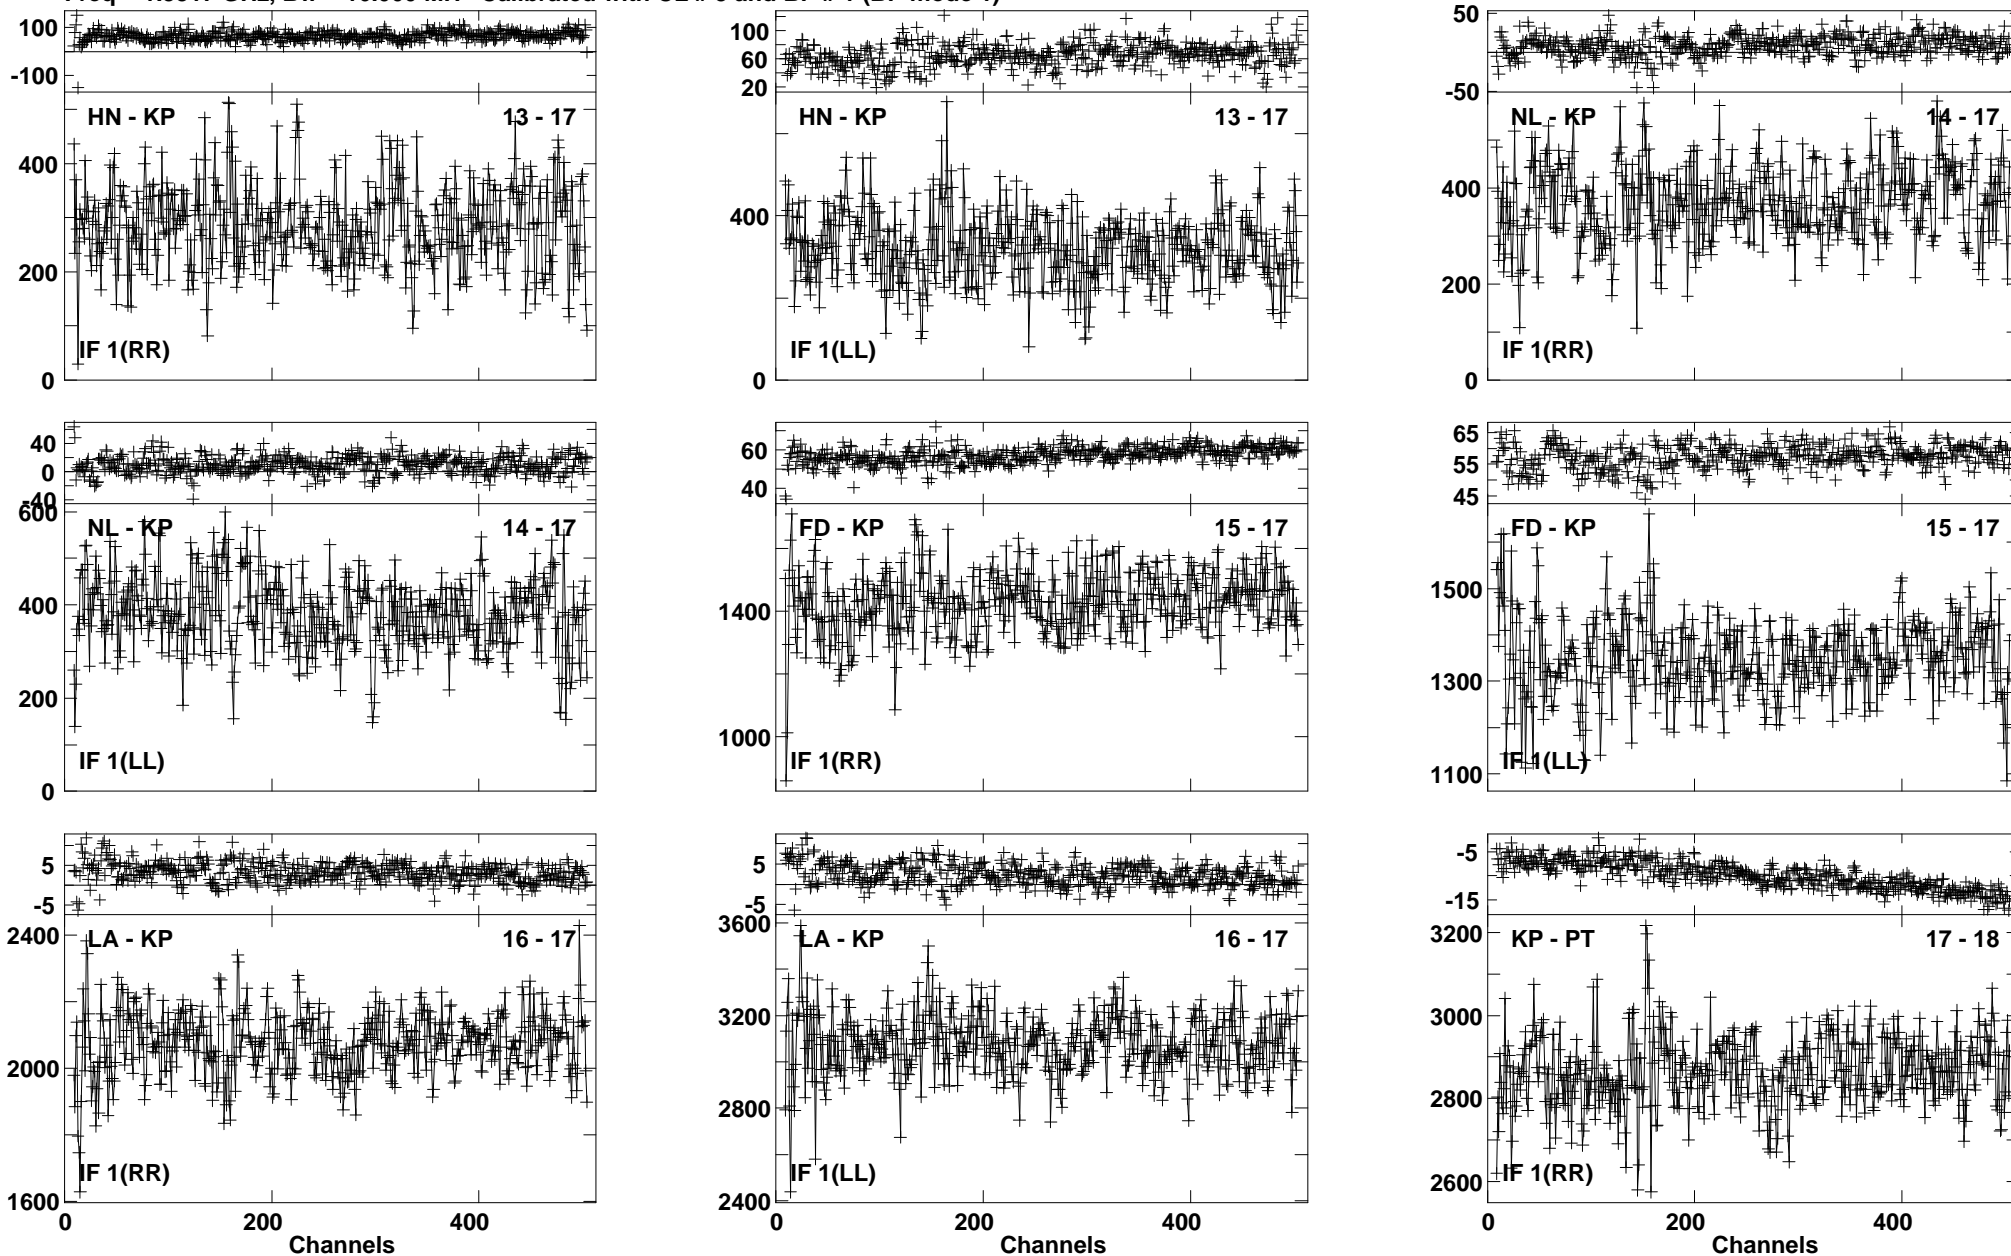 100
-100
HN - KP 13 - 17
400
200
0
IF 1(RR)
100
60
20
HN - KP 13 - 17
400
0
IF 1(LL)
50
-50
NL - KP 14 - 17
400
200
0
IF 1(RR)
40
0
-40
600
NL - KP 14 - 17
400
200
0
IF 1(LL)
60
40
FD - KP 15 - 17
1400
1000
IF 1(RR)
65
55
45
FD - KP 15 - 17
1500
1300
1100
IF 1(LL)
5
-5
2400
LA - KP 16 - 17
2000
1600
IF 1(RR)
0 200 400
Channels
5
-5
3600
LA - KP 16 - 17
3200
2800
2400
IF 1(LL)
0 200 400
Channels
-5
-15
3200
KP - PT 17 - 18
3000
2800
2600
IF 1(RR)
0 200 400
Channels